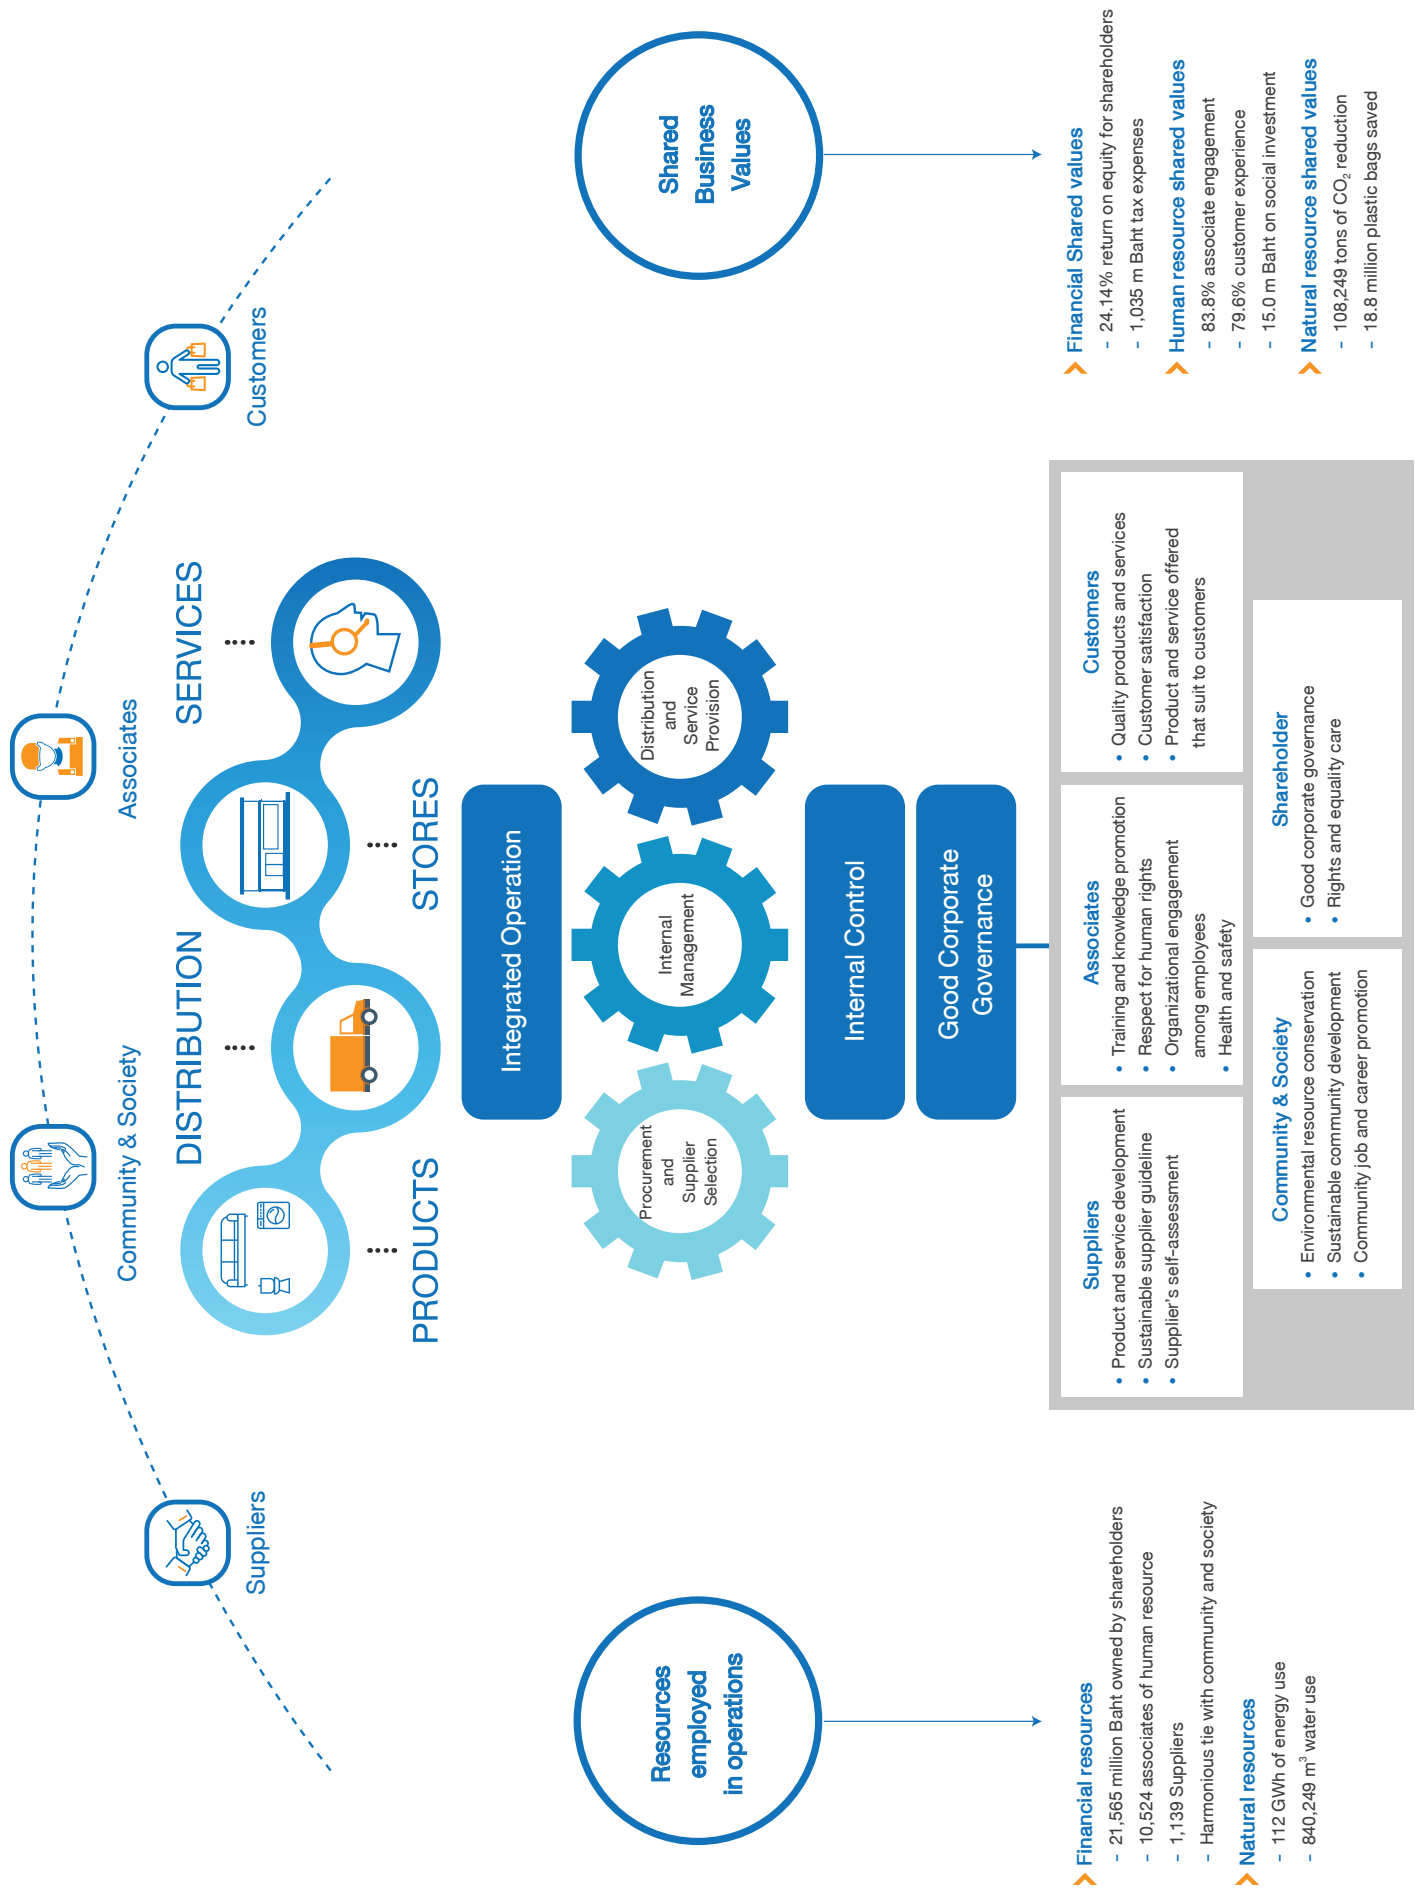 Suppliers
Community & Society
Associates
Customers
PRODUCTS
DISTRIBUTION
STORES
SERVICES
Integrated Operation
Procurement
and
Supplier
Selection
Internal
Management
Distribution
and
Service
Provision
Internal Control
Good Corporate
Governance
Resources
employed
in operations
Financial resources
- 21,565 million Baht owned by shareholders
- 10,524 associates of human resource
- 1,139 Suppliers
- Harmonious tie with community and society
Natural resources
- 112 GWh of energy use
- 840,249 m³ water use
Suppliers
• Product and service development
• Sustainable supplier guideline
• Supplier's self-assessment
Associates
• Training and knowledge promotion
• Respect for human rights
• Organizational engagement
among employees
• Health and safety
Customers
• Quality products and services
• Customer satisfaction
• Product and service offered
that suit to customers
Community & Society
• Environmental resource conservation
• Sustainable community development
• Community job and career promotion
Shareholder
• Good corporate governance
• Rights and equality care
Shared
Business
Values
Financial Shared values
- 24.14% return on equity for shareholders
- 1,035 m Baht tax expenses
Human resource shared values
- 83.8% associate engagement
- 79.6% customer experience
- 15.0 m Baht on social investment
Natural resource shared values
- 108,249 tons of CO₂ reduction
- 18.8 million plastic bags saved